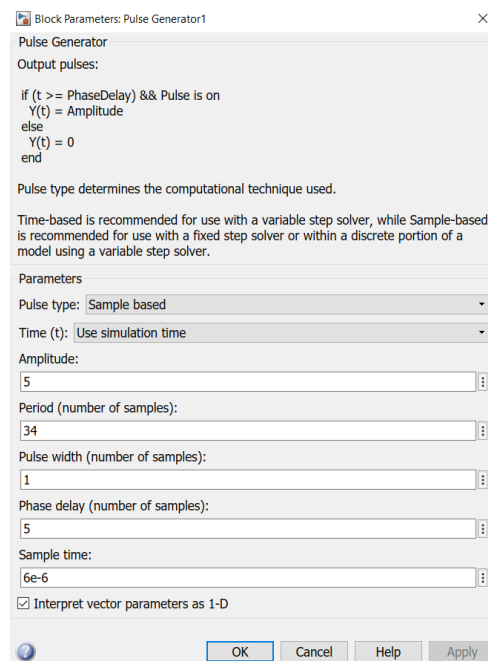 Block Parameters: Pulse Generator1
Pulse Generator
Output pulses:
if (t >= PhaseDelay) && Pulse is on
Y(t) = Amplitude
else
Y(t) = 0
end
Pulse type determines the computational technique used.
Time-based is recommended for use with a variable step solver, while Sample-based
is recommended for use with a fixed step solver or within a discrete portion of a
model using a variable step solver.
Parameters
Pulse type: Sample based
Time (t): Use simulation time
Amplitude:
5
Period (number of samples):
34
Pulse width (number of samples):
1
Phase delay (number of samples):
5
Sample time:
6e-6
Interpret vector parameters as 1-D
OK Cancel Help Apply